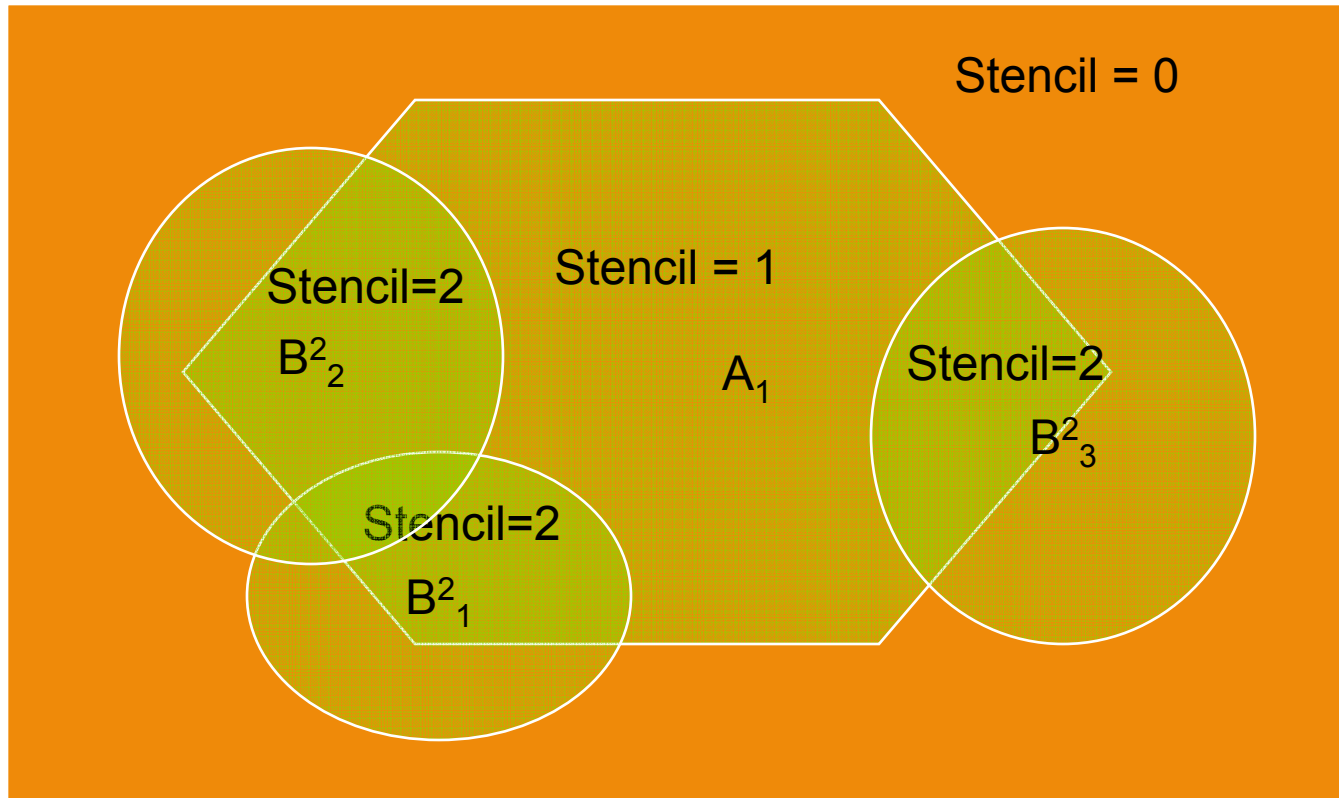 Stencil = 0
Stencil = 1
Stencil=2
B²₂
A₁
Stencil=2
B²₃
Stencil=2
B²₁